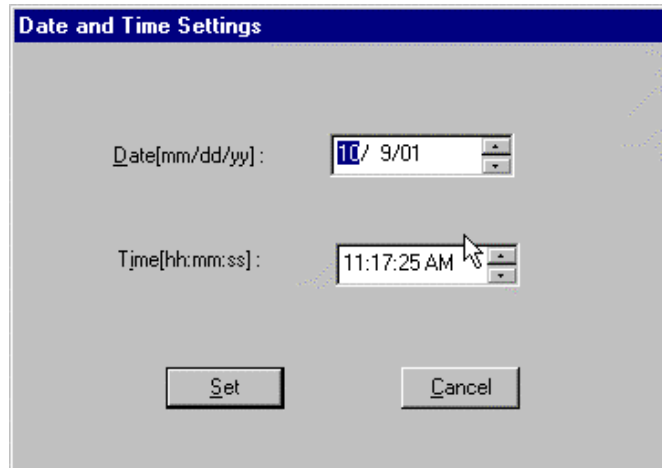 Date and Time Settings
Date[mm/dd/yy] : 10/ 9/01
Time[hh:mm:ss] : 11:17:25 AM
Set Cancel